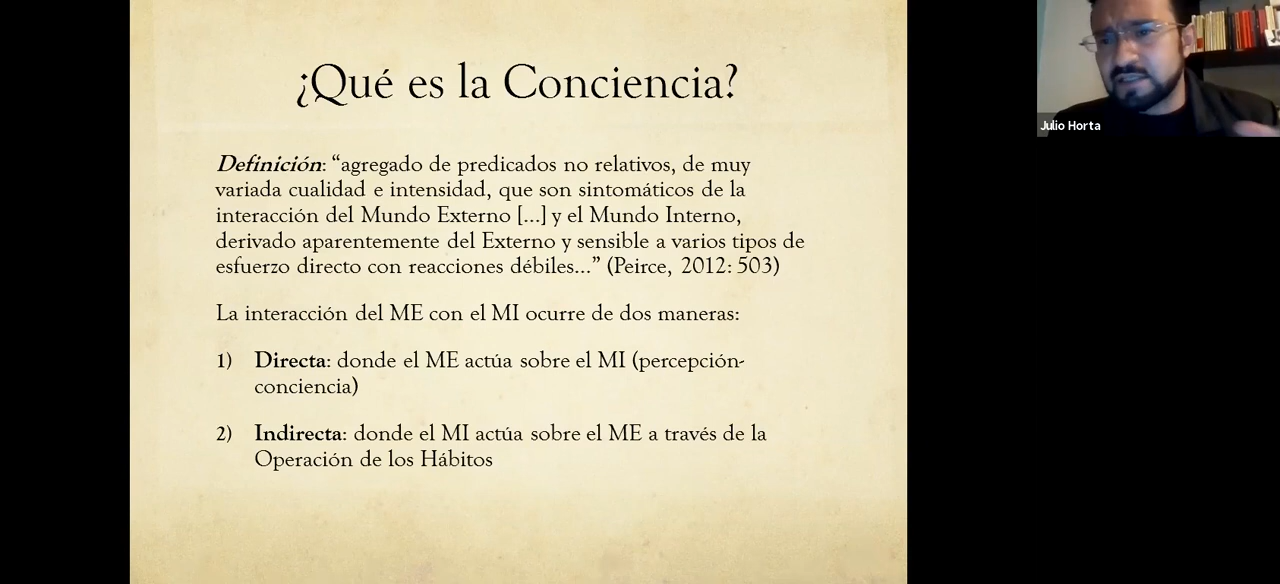 ¿Qué es la Conciencia?
Definición: “agregado de predicados no relativos, de muy
variada cualidad e intensidad, que son sintomáticos de la
interacción del Mundo Externo [...] y el Mundo Interno,
derivado aparentemente del Externo y sensible a varios tipos de
esfuerzo directo con reacciones débiles...” (Peirce, 2012: 503)
La interacción del ME con el MI ocurre de dos maneras:
1) Directa: donde el ME actúa sobre el MI (percepción-
conciencia)
2) Indirecta: donde el MI actúa sobre el ME a través de la
Operación de los Hábitos
Julio Horta